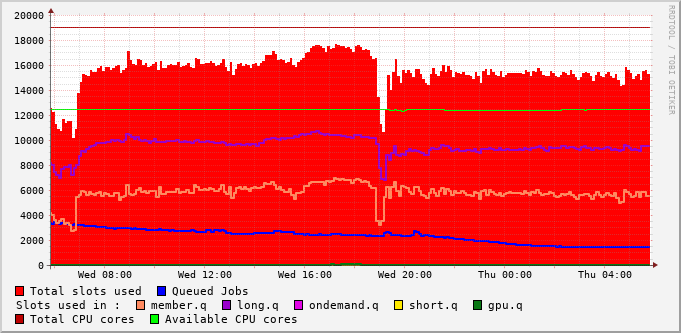 20000
18000
16000
14000
12000
10000
8000
6000
4000
2000
0
Wed 08:00 Wed 12:00 Wed 16:00 Wed 20:00 Thu 00:00 Thu 04:00
RRDTOOL / TOBI OETIKER
Total slots used Queued Jobs
Slots used in : member.q long.q ondemand.q short.q gpu.q
Total CPU cores Available CPU cores